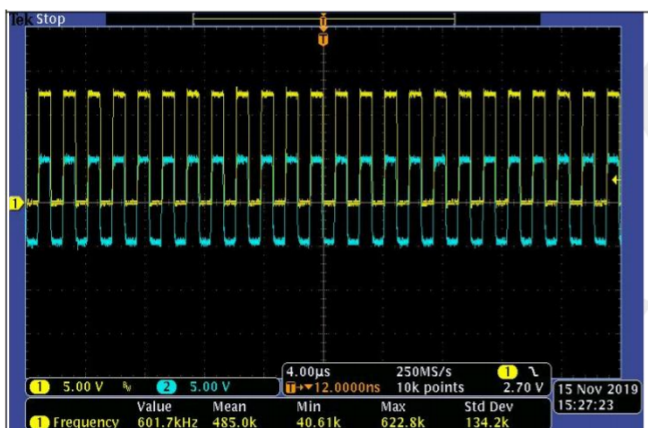 Tek Stop
T
T
1
4.00µs 250MS/s 1
1 5.00 V 2 5.00 V T→▼12.0000ns 10k points 2.70 V
15 Nov 2019
15:27:23
Value Mean Min Max Std Dev
1 Frequency 601.7kHz 485.0k 40.61k 622.8k 134.2k